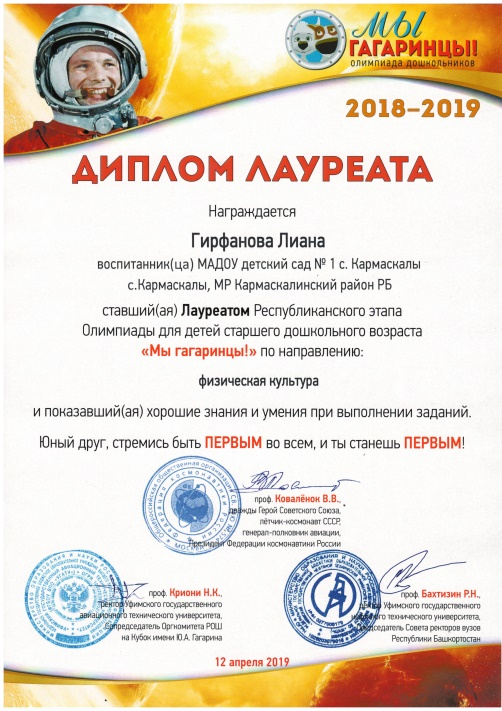 МЫ
ГАГАРИНЦЫ!
ОЛИМПИАДА ДОШКОЛЬНИКОВ
2018–2019
ДИПЛОМ ЛАУРЕАТА
Награждается
Гирфанова Лиана
воспитанник(ца) МАДОУ детский сад № 1 с. Кармаскалы
с.Кармаскалы, МР Кармаскалинский район РБ
ставший(ая) Лауреатом Республиканского этапа
Олимпиады для детей старшего дошкольного возраста
«Мы гагаринцы!» по направлению:
физическая культура
и показавший(ая) хорошие знания и умения при выполнении заданий.
Юный друг, стремись быть ПЕРВЫМ во всем, и ты станешь ПЕРВЫМ!
проф. Ковалёнок В.В.,
дважды Герой Советского Союза,
лётчик-космонавт СССР,
генерал-полковник авиации,
Президент Федерации космонавтики России
проф. Криони Н.К.,
ректор Уфимского государственного
авиационного технического университета,
Сопредседатель Оргкомитета РОШ
на Кубок имени Ю.А. Гагарина
проф. Бахтизин Р.Н.,
ректор Уфимского государственного
нефтяного технического университета,
Председатель Совета ректоров вузов
Республики Башкортостан
12 апреля 2019